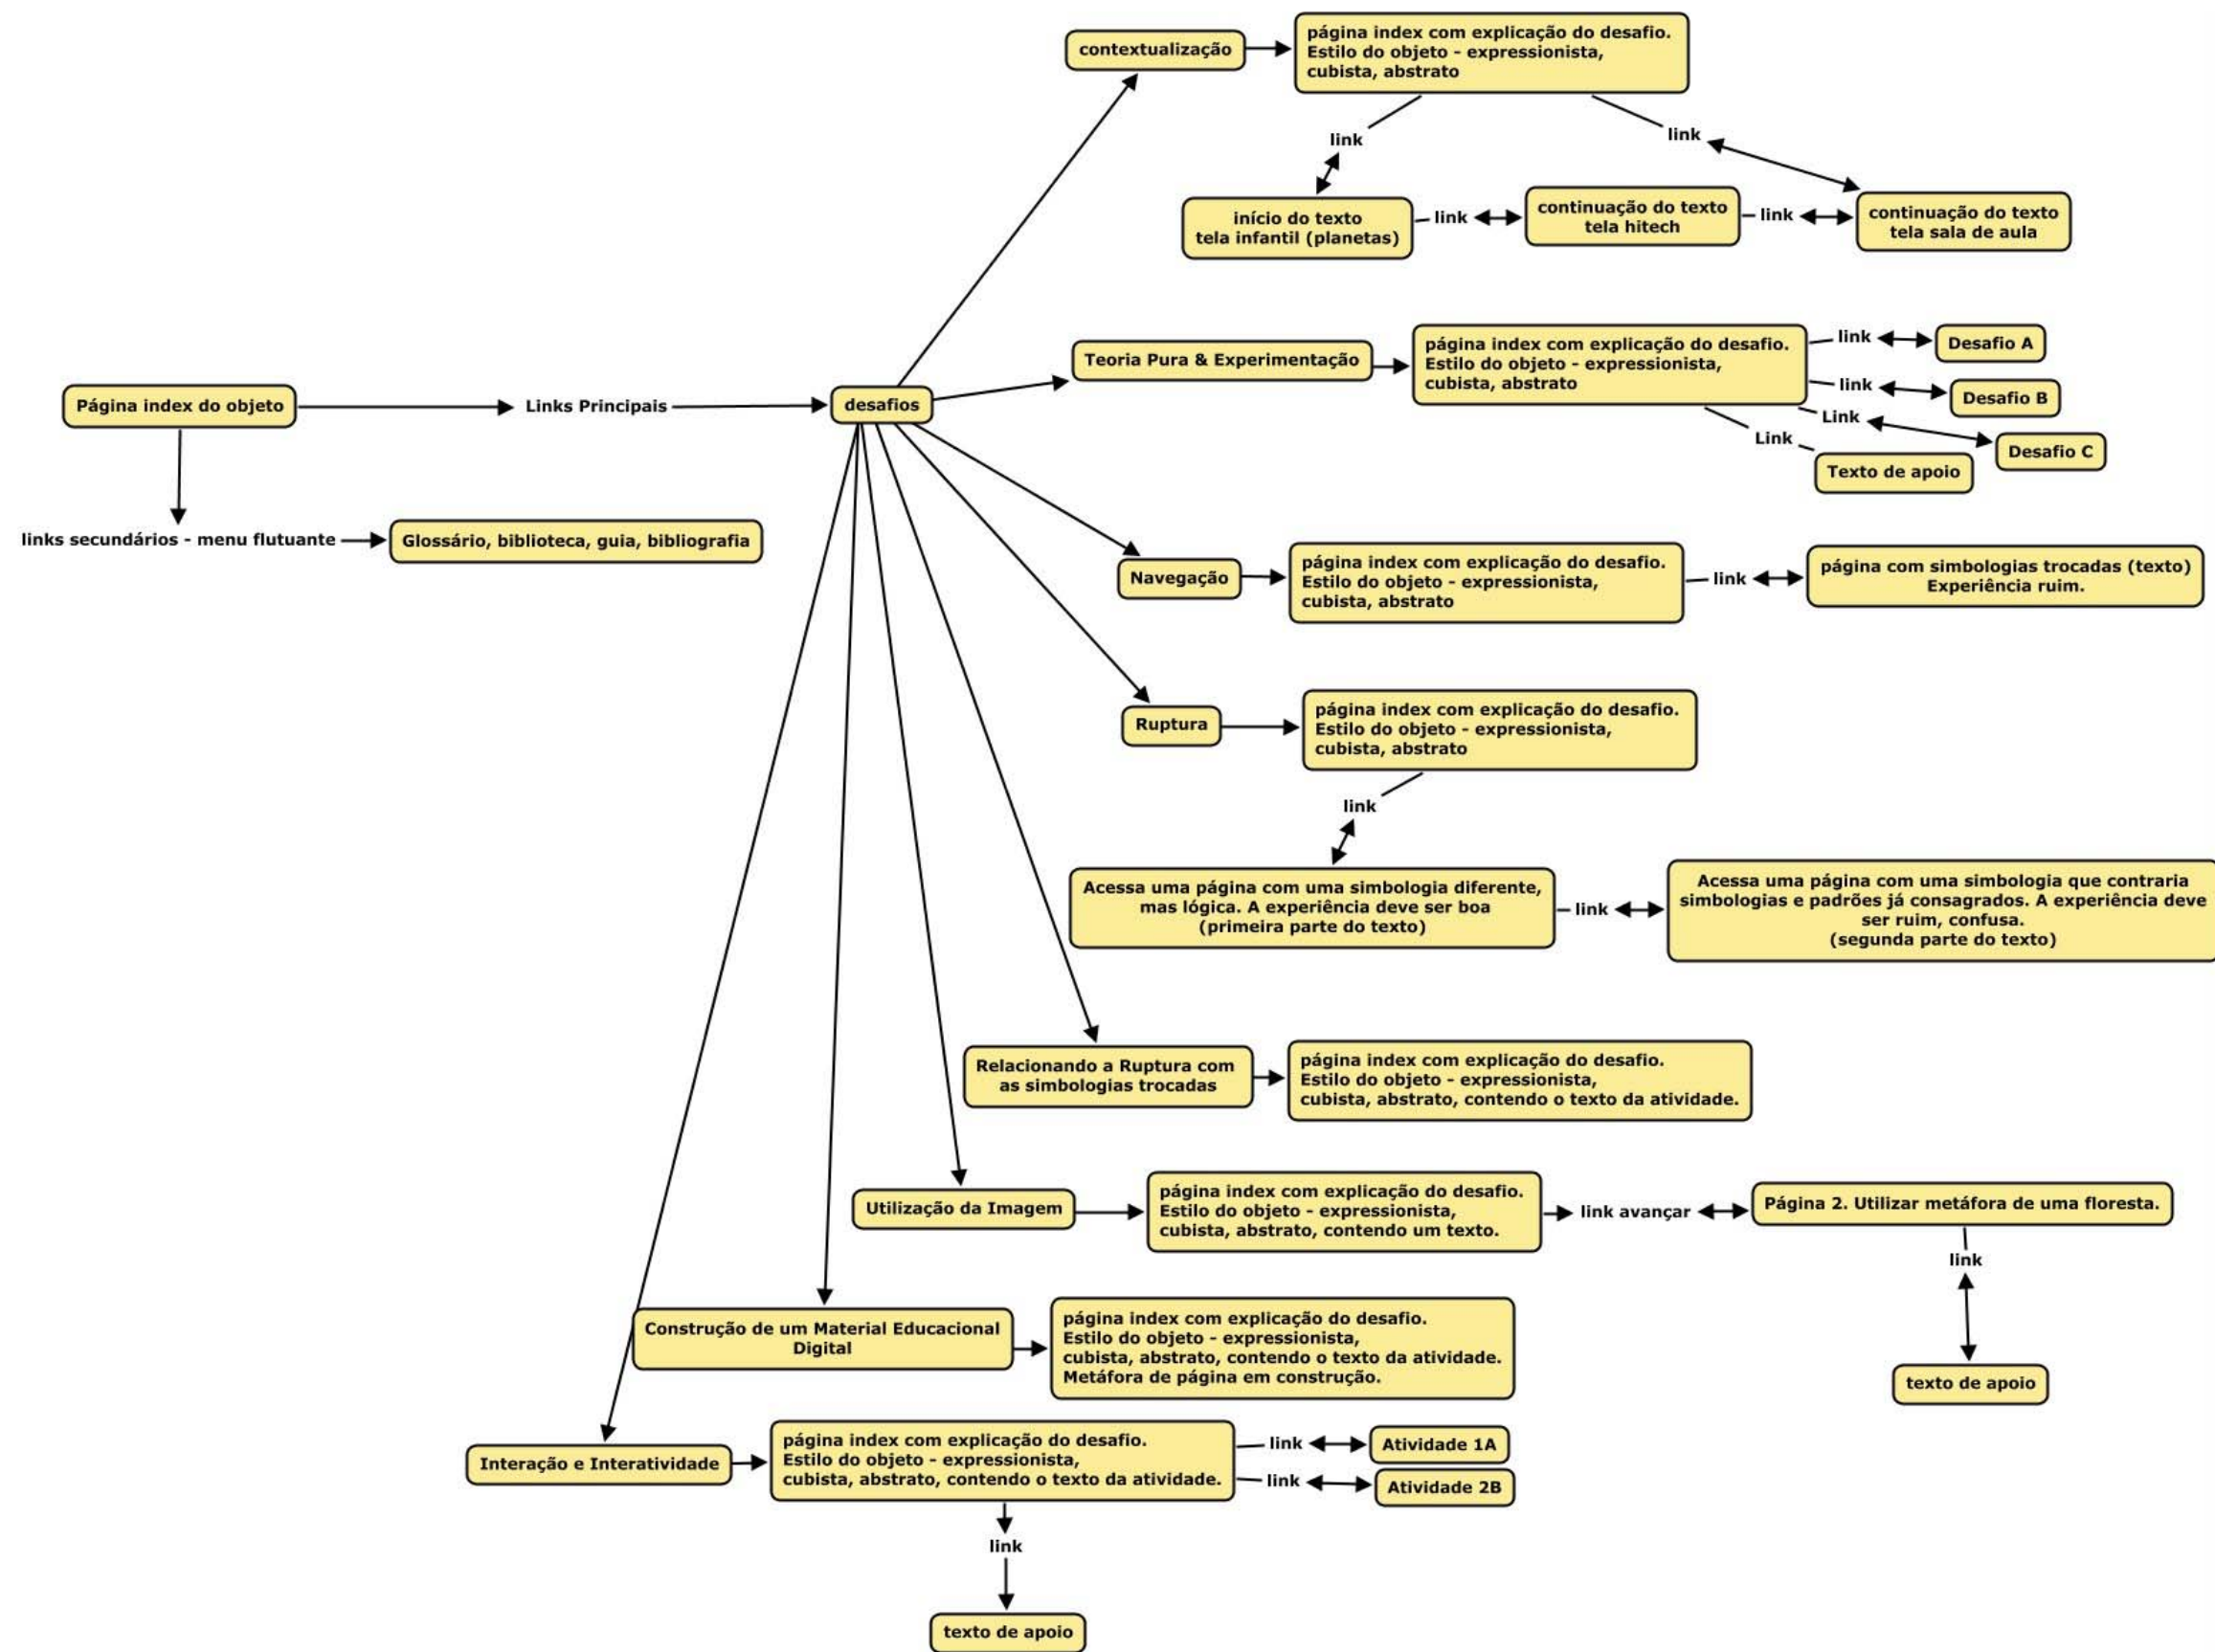 contextualização
página index com explicação do desafio.
Estilo do objeto - expressionista,
cubista, abstrato
link
link
início do texto
tela infantil (planetas)
link
continuação do texto
tela hitech
link
continuação do texto
tela sala de aula
Página index do objeto
Links Principais
desafios
Teoria Pura & Experimentação
página index com explicação do desafio.
Estilo do objeto - expressionista,
cubista, abstrato
link
Desafio A
link
Desafio B
Link
Desafio C
Link
Texto de apoio
links secundários - menu flutuante
Glossário, biblioteca, guia, bibliografia
Navegação
página index com explicação do desafio.
Estilo do objeto - expressionista,
cubista, abstrato
link
página com simbologias trocadas (texto)
Experiência ruim.
Ruptura
página index com explicação do desafio.
Estilo do objeto - expressionista,
cubista, abstrato
link
Acessa uma página com uma simbologia diferente,
mas lógica. A experiência deve ser boa
(primeira parte do texto)
link
Acessa uma página com uma simbologia que contraria
simbologias e padrões já consagrados. A experiência deve
ser ruim, confusa.
(segunda parte do texto)
Relacionando a Ruptura com
as simbologias trocadas
página index com explicação do desafio.
Estilo do objeto - expressionista,
cubista, abstrato, contendo o texto da atividade.
Utilização da Imagem
página index com explicação do desafio.
Estilo do objeto - expressionista,
cubista, abstrato, contendo um texto.
link avançar
Página 2. Utilizar metáfora de uma floresta.
link
texto de apoio
Construção de um Material Educacional
Digital
página index com explicação do desafio.
Estilo do objeto - expressionista,
cubista, abstrato, contendo o texto da atividade.
Metáfora de página em construção.
Interação e Interatividade
página index com explicação do desafio.
Estilo do objeto - expressionista,
cubista, abstrato, contendo o texto da atividade.
link
Atividade 1A
link
Atividade 2B
link
texto de apoio